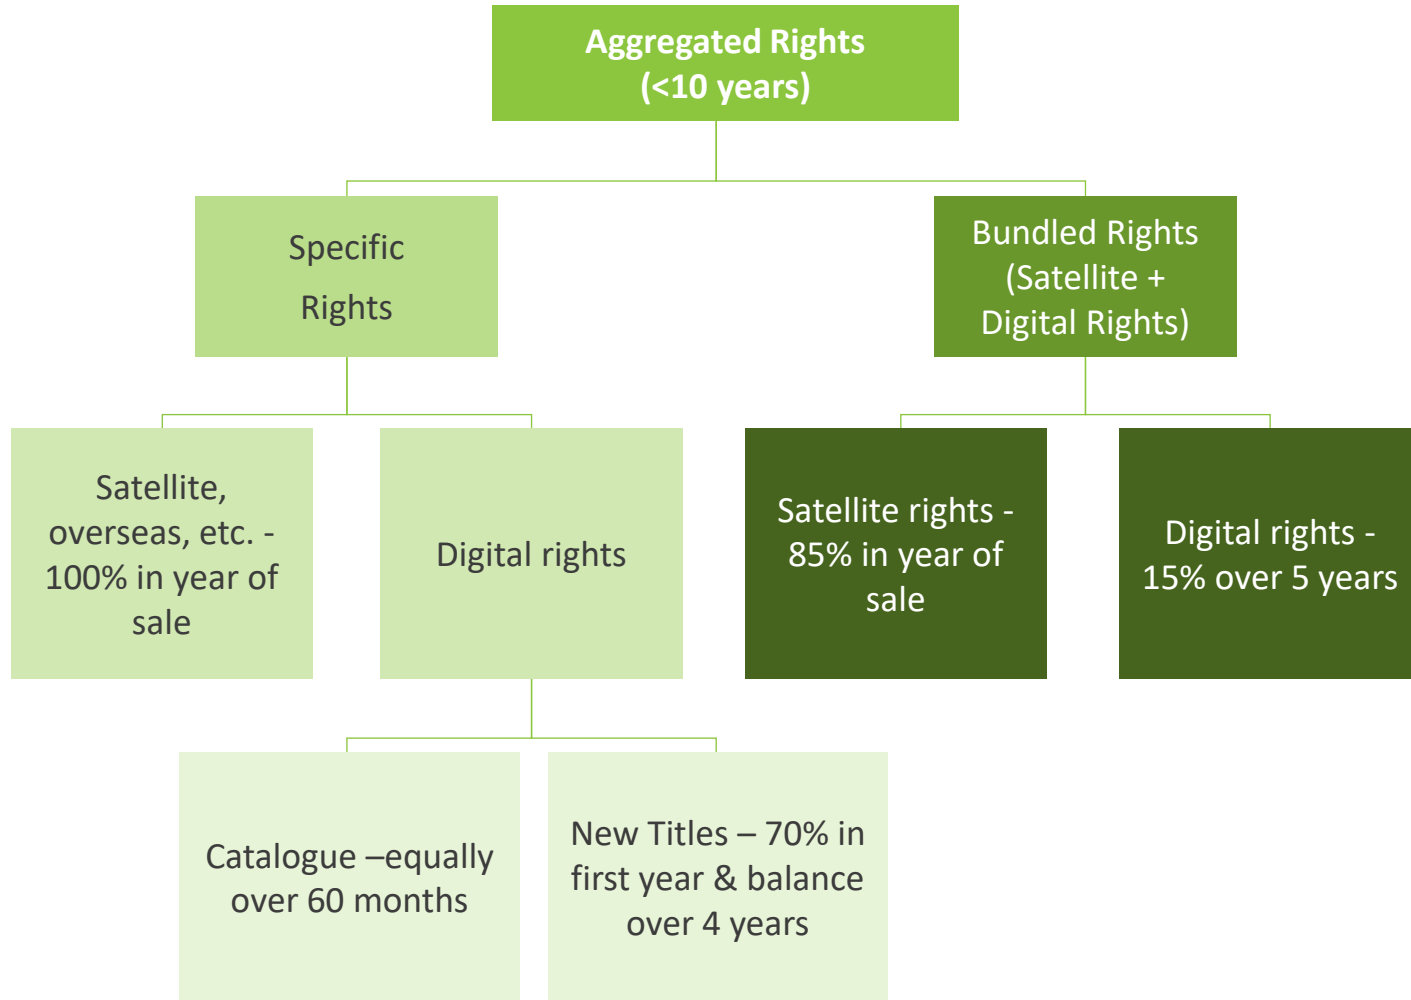 Aggregated Rights
(<10 years)
Specific
Rights
Bundled Rights
(Satellite +
Digital Rights)
Satellite,
overseas, etc. -
100% in year of
sale
Digital rights
Satellite rights -
85% in year of
sale
Digital rights -
15% over 5 years
Catalogue –equally
over 60 months
New Titles – 70% in
first year & balance
over 4 years